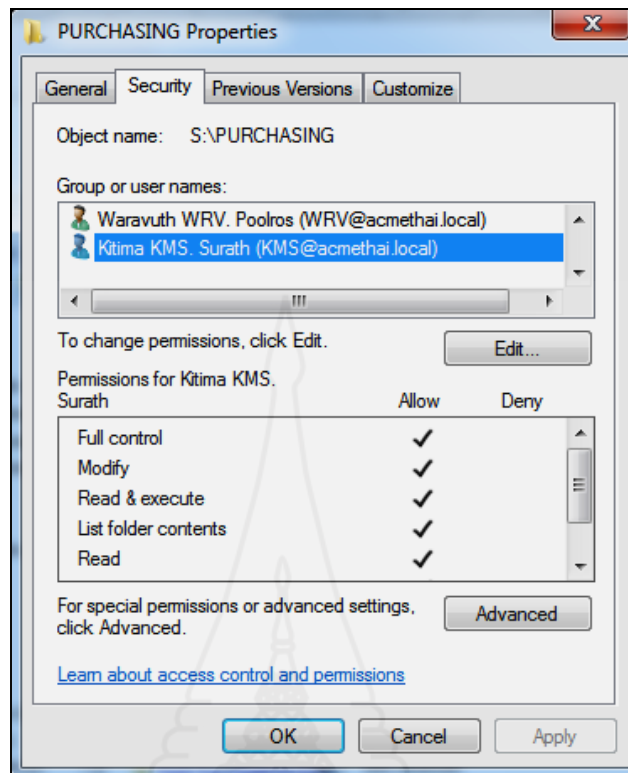 PURCHASING Properties
General Security Previous Versions Customize
Object name: S:\PURCHASING
Group or user names:
Waravuth WRV. Poolros (WRV@acmethai.local)
Kitima KMS. Surath (KMS@acmethai.local)
To change permissions, click Edit.
Edit...
Permissions for Kitima KMS.
Surath Allow Deny
Full control
Modify
Read & execute
List folder contents
Read
For special permissions or advanced settings,
click Advanced.
Advanced
Learn about access control and permissions
OK Cancel Apply